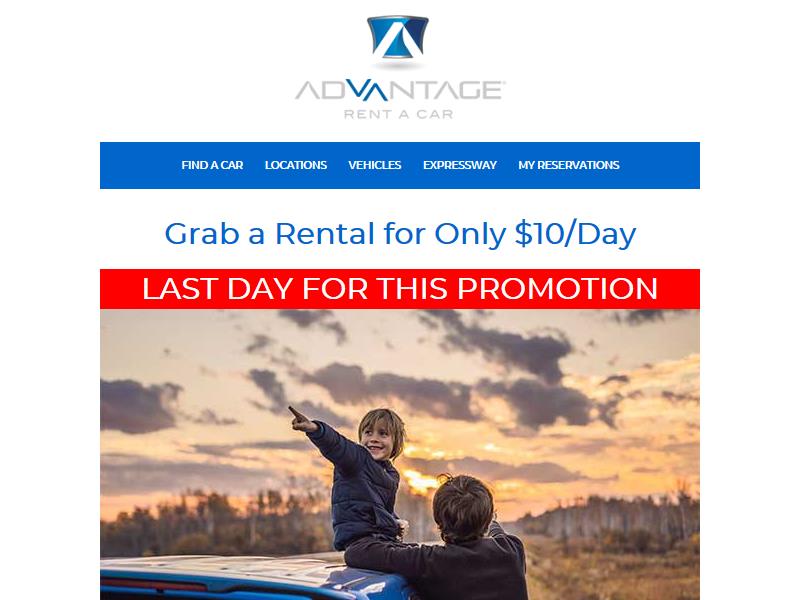 ADVANTAGE
RENT A CAR
FIND A CAR LOCATIONS VEHICLES EXPRESSWAY MY RESERVATIONS
Grab a Rental for Only $10/Day
LAST DAY FOR THIS PROMOTION